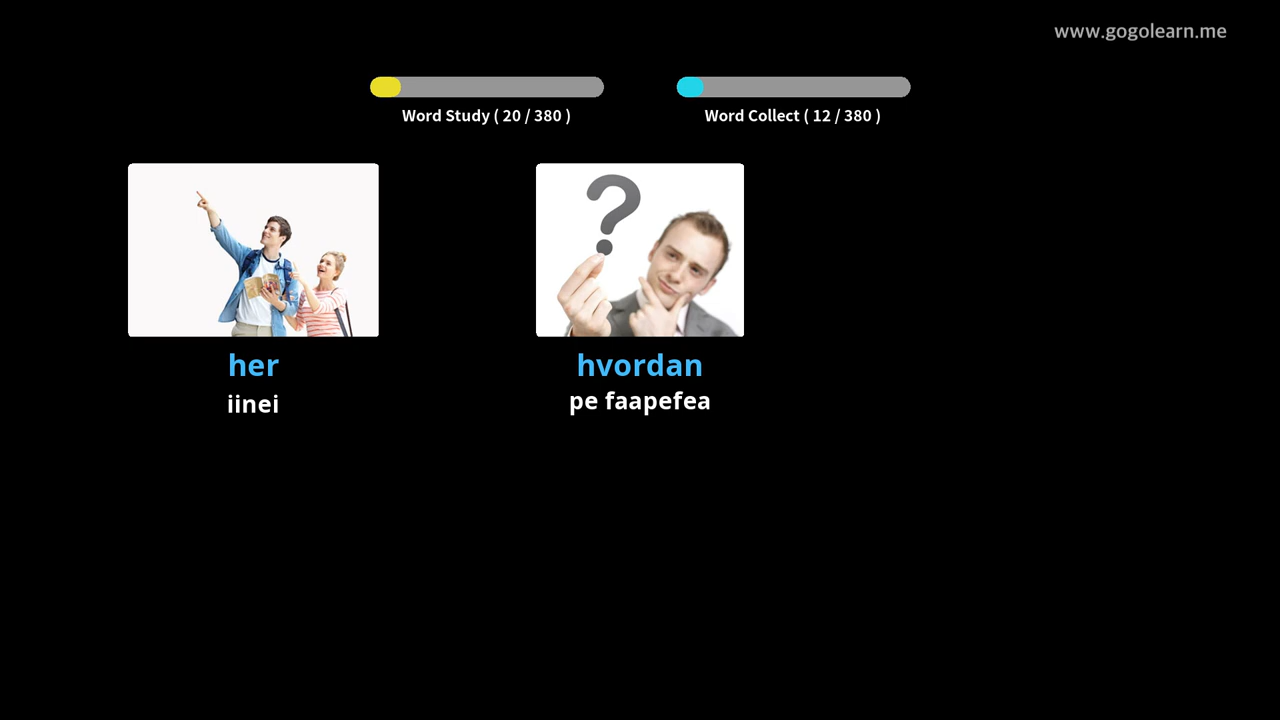 www.gogolearn.me
Word Study ( 20 / 380 )
Word Collect ( 12 / 380 )
her
iinei
hvordan
pe faapefea